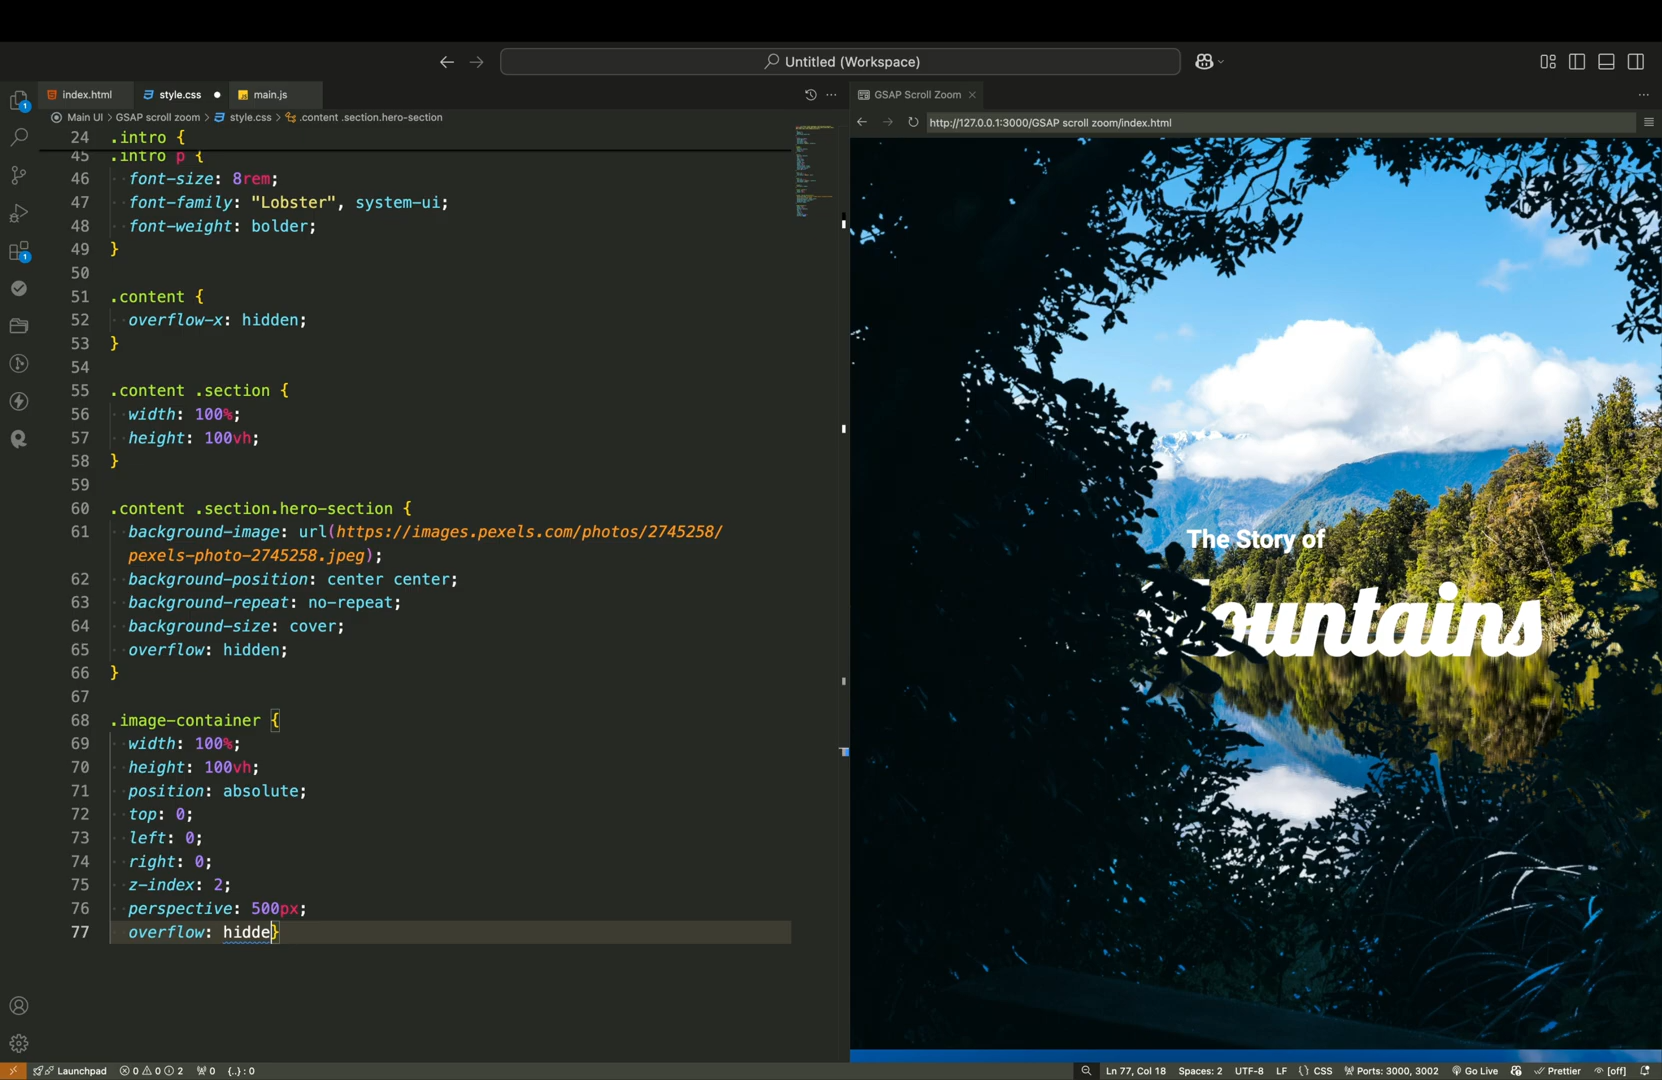 Untitled (Workspace)
index.html
style.css
main.js
GSAP Scroll Zoom
Main UI > GSAP scroll zoom > style.css > .content .section.hero-section
http://127.0.0.1:3000/GSAP scroll zoom/index.html
24 .intro {
45 .intro p {
46 font-size: 8rem;
47 font-family: "Lobster", system-ui;
48 font-weight: bolder;
49 }
50
51 .content {
52 overflow-x: hidden;
53 }
54
55 .content .section {
56 width: 100%;
57 height: 100vh;
58 }
59
60 .content .section.hero-section {
61 background-image: url(https://images.pexels.com/photos/2745258/
pexels-photo-2745258.jpeg);
62 background-position: center center;
63 background-repeat: no-repeat;
64 background-size: cover;
65 overflow: hidden;
66 }
67
68 .image-container {
69 width: 100%;
70 height: 100vh;
71 position: absolute;
72 top: 0;
73 left: 0;
74 right: 0;
75 z-index: 2;
76 perspective: 500px;
77 overflow: hidde}
The Story of
ountains
Launchpad 0 0 2 0 {..} : 0
Ln 77, Col 18 Spaces: 2 UTF-8 LF {} CSS Ports: 3000, 3002 Go Live Prettier [off]